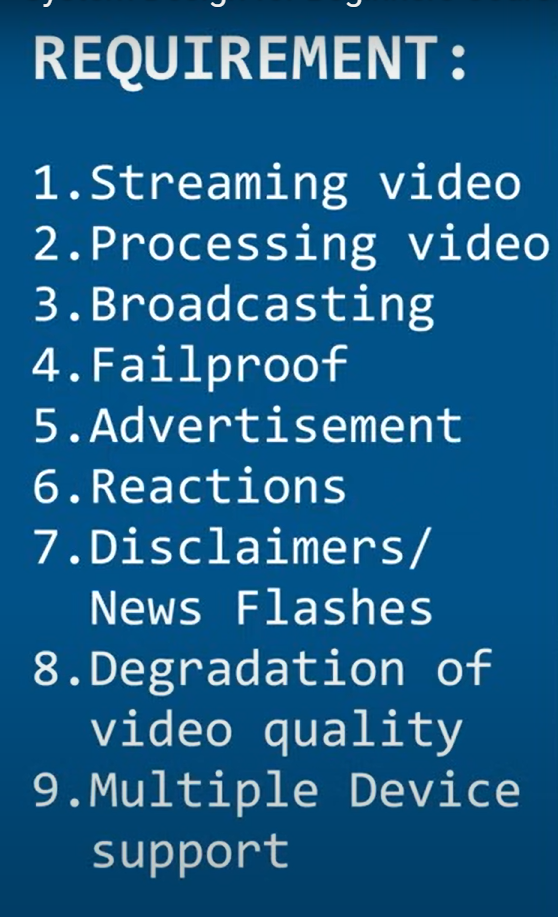 REQUIREMENT:
1.Streaming video
2.Processing video
3.Broadcasting
4.Failproof
5.Advertisement
6.Reactions
7.Disclaimers/
News Flashes
8.Degradation of
video quality
9.Multiple Device
support